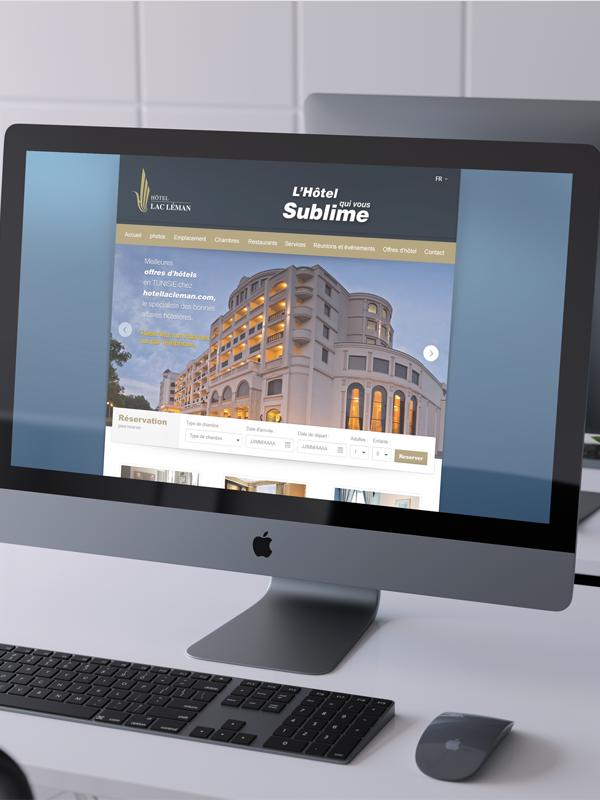 HÔTEL
LAC LÉMAN
FR
L'Hôtel
qui vous
Sublime
Accueil photos Emplacement Chambres Restaurants Services Réunions et événements Offres d'hôtel Contact
Meilleures
offres d'hôtels
en TUNISIE chez
hotellacleman.com,
le spécialiste des bonnes
affaires hôtelières.
Réservation
Type de chambre
Date d'arrivée :
Date de départ :
Adultes :
Enfants :
Type de chambre
JJ/MM/AAAA
JJ/MM/AAAA
1
0
Reserver